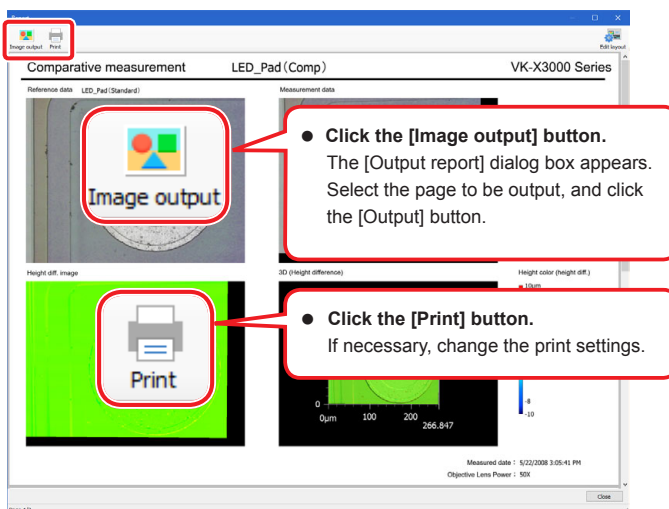 Image output Print
Edit layout
Comparative measurement LED_Pad(Comp) VK-X3000 Series
Reference data LED_Pad(Standard) Measurement data
Image output
● Click the [Image output] button.
The [Output report] dialog box appears.
Select the page to be output, and click
the [Output] button.
Height diff. image 3D (Height difference) Height color (height diff.)
10μm
Print
● Click the [Print] button.
If necessary, change the print settings.
-8
-10
0
0μm 100 200 266.847
Measured date : 5/22/2008 3:05:41 PM
Objective Lens Power : 50X
Close